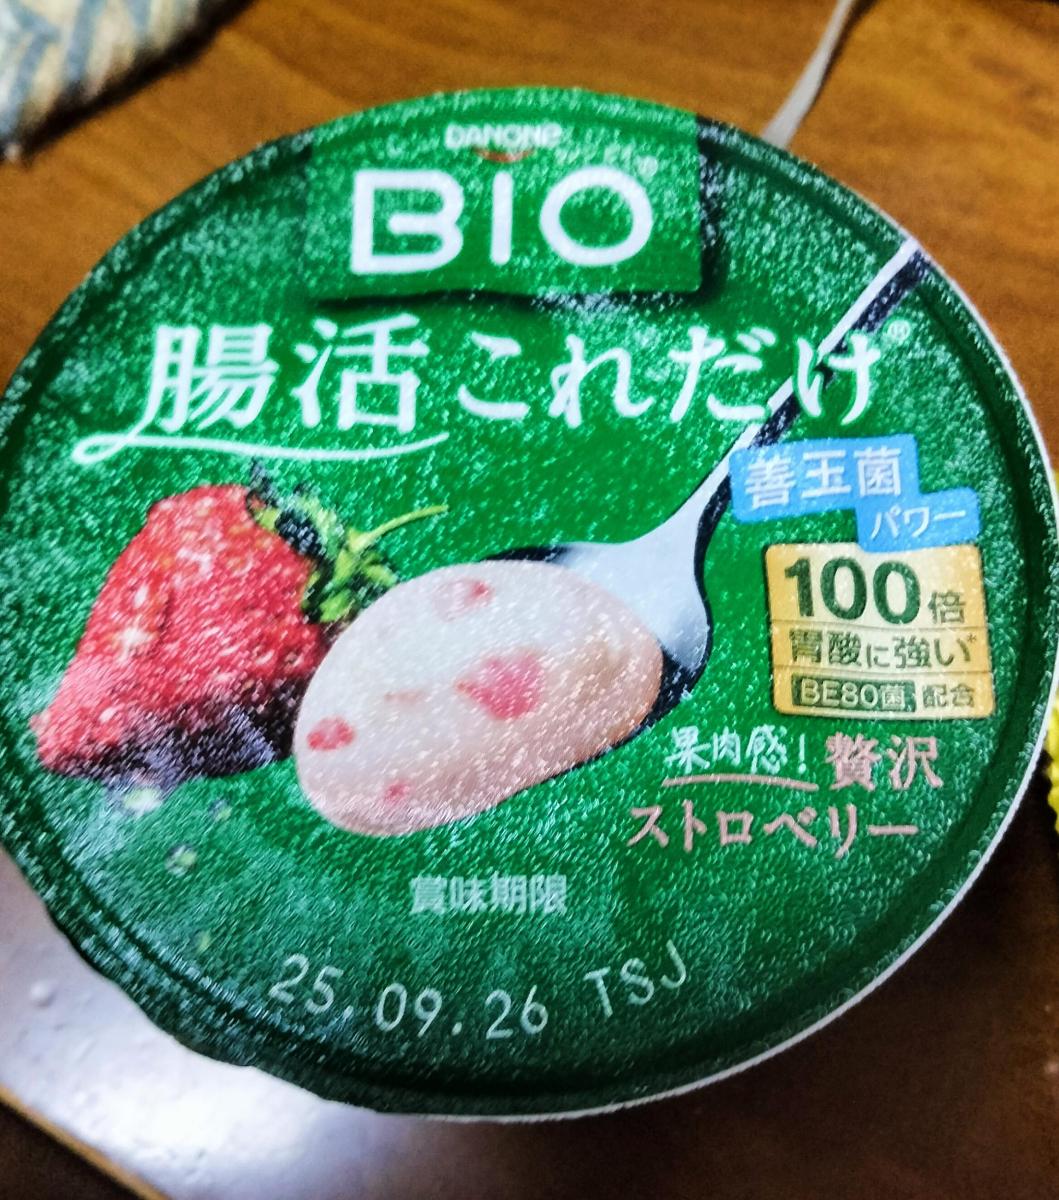 DANONE
BIO®
腸活これだけ®
善玉菌
パワー
100倍
胃酸に強い*
BE80菌 配合
果肉感! 贅沢
ストロベリー
賞味期限
25.09.26 TSJ